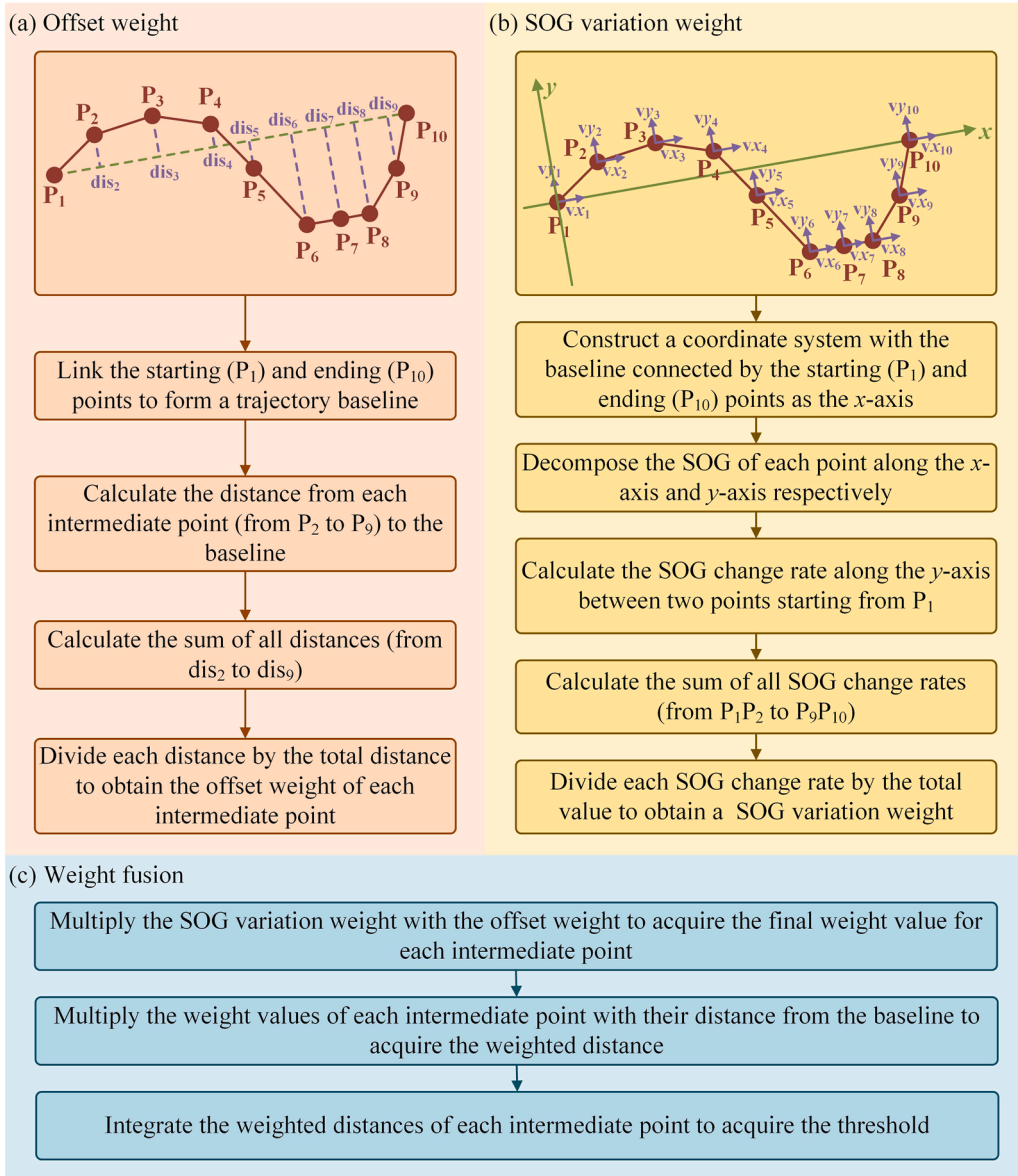 (a) Offset weight
P₁
P₂
P₃
P₄
P₅
P₆
P₇
P₈
P₉
P₁₀
dis₂
dis₃
dis₄
dis₅
dis₆
dis₇
dis₈
dis₉
Link the starting (P₁) and ending (P₁₀)
points to form a trajectory baseline
Calculate the distance from each
intermediate point (from P₂ to P₉) to the
baseline
Calculate the sum of all distances (from
dis₂ to dis₉)
Divide each distance by the total distance
to obtain the offset weight of each
intermediate point
(b) SOG variation weight
y
x
P₁
P₂
P₃
P₄
P₅
P₆
P₇
P₈
P₉
P₁₀
vy₁
vx₁
vy₂
vx₂
vy₃
vx₃
vy₄
vx₄
vy₅
vx₅
vy₆
vx₆
vy₇
vx₇
vy₈
vx₈
vy₉
vx₉
vy₁₀
vx₁₀
Construct a coordinate system with the
baseline connected by the starting (P₁) and
ending (P₁₀) points as the x-axis
Decompose the SOG of each point along the x-
axis and y-axis respectively
Calculate the SOG change rate along the y-axis
between two points starting from P₁
Calculate the sum of all SOG change rates
(from P₁P₂ to P₉P₁₀)
Divide each SOG change rate by the total
value to obtain a SOG variation weight
(c) Weight fusion
Multiply the SOG variation weight with the offset weight to acquire the final weight value for
each intermediate point
Multiply the weight values of each intermediate point with their distance from the baseline to
acquire the weighted distance
Integrate the weighted distances of each intermediate point to acquire the threshold